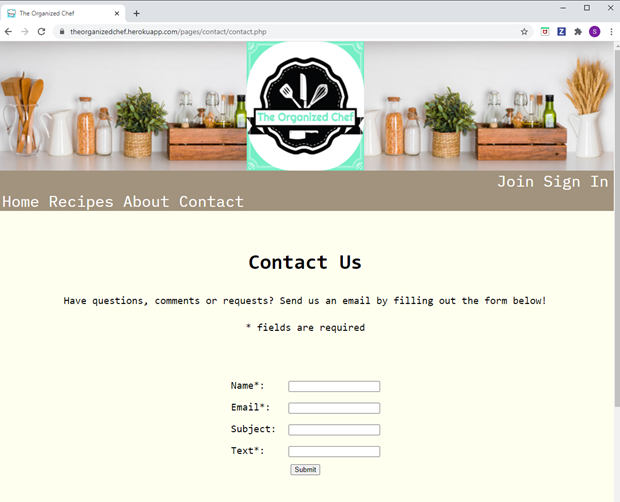 The Organized Chef
theorganizedchef.herokuapp.com/pages/contact/contact.php
S
The Organized Chef
Join Sign In
Home Recipes About Contact
Contact Us
Have questions, comments or requests? Send us an email by filling out the form below!
* fields are required
Name*:
Email*:
Subject:
Text*:
Submit